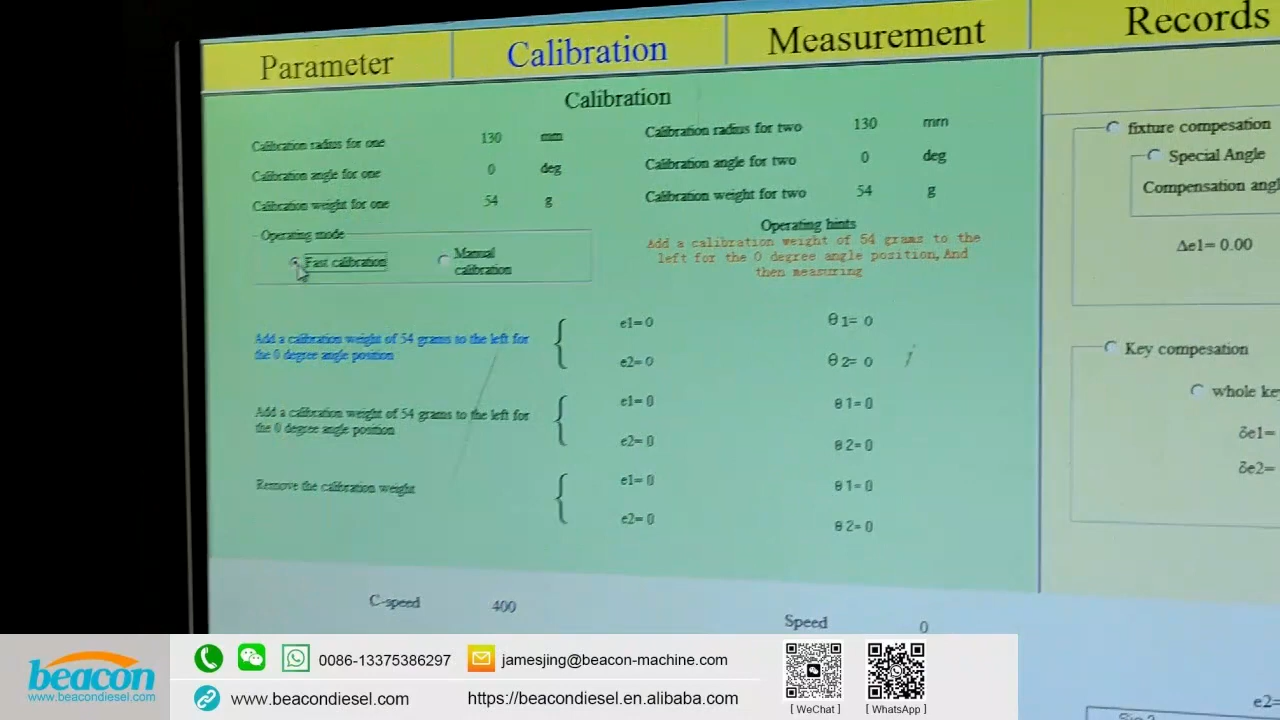 Parameter
Calibration
Measurement
Records
Calibration
Calibration radius for one 130 mm
Calibration angle for one 0 deg
Calibration weight for one 54 g
Calibration radius for two 130 mm
Calibration angle for two 0 deg
Calibration weight for two 54 g
Operating mode
Fast calibration
Manual
calibration
Operating hints
Add a calibration weight of 54 grams to the
left for the 0 degree angle position, And
then measuring
Add a calibration weight of 54 grams to the left for
the 0 degree angle position
e1=0 θ1= 0
e2=0 θ2= 0
Add a calibration weight of 54 grams to the left for
the 0 degree angle position
e1=0 θ1=0
e2=0 θ2=0
Remove the calibration weight
e1=0 θ1=0
e2=0 θ2=0
fixture compesation
Special Angle
Compensation angl
Δe1= 0.00
Key compesation
whole key
δe1=
δe2=
C-speed 400
Speed 0
e2=
beacon
www.beacondiesel.com
0086-13375386297
jamesjing@beacon-machine.com
www.beacondiesel.com
https://beacondiesel.en.alibaba.com
[ WeChat ]
[ WhatsApp ]